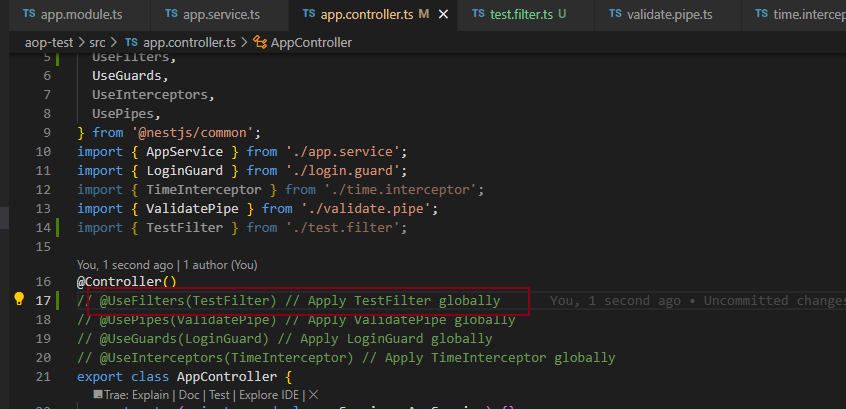 TS app.module.ts TS app.service.ts TS app.controller.ts M TS test.filter.ts U TS validate.pipe.ts TS time.intercep
aop-test > src > TS app.controller.ts > AppController
5 UseFilters,
6 UseGuards,
7 UseInterceptors,
8 UsePipes,
9 } from '@nestjs/common';
10 import { AppService } from './app.service';
11 import { LoginGuard } from './login.guard';
12 import { TimeInterceptor } from './time.interceptor';
13 import { ValidatePipe } from './validate.pipe';
14 import { TestFilter } from './test.filter';
15
You, 1 second ago | 1 author (You)
16 @Controller()
17 // @UseFilters(TestFilter) // Apply TestFilter globally You, 1 second ago • Uncommitted changes
18 // @UsePipes(ValidatePipe) // Apply ValidatePipe globally
19 // @UseGuards(LoginGuard) // Apply LoginGuard globally
20 // @UseInterceptors(TimeInterceptor) // Apply TimeInterceptor globally
21 export class AppController {
Trae: Explain | Doc | Test | Explore IDE | X